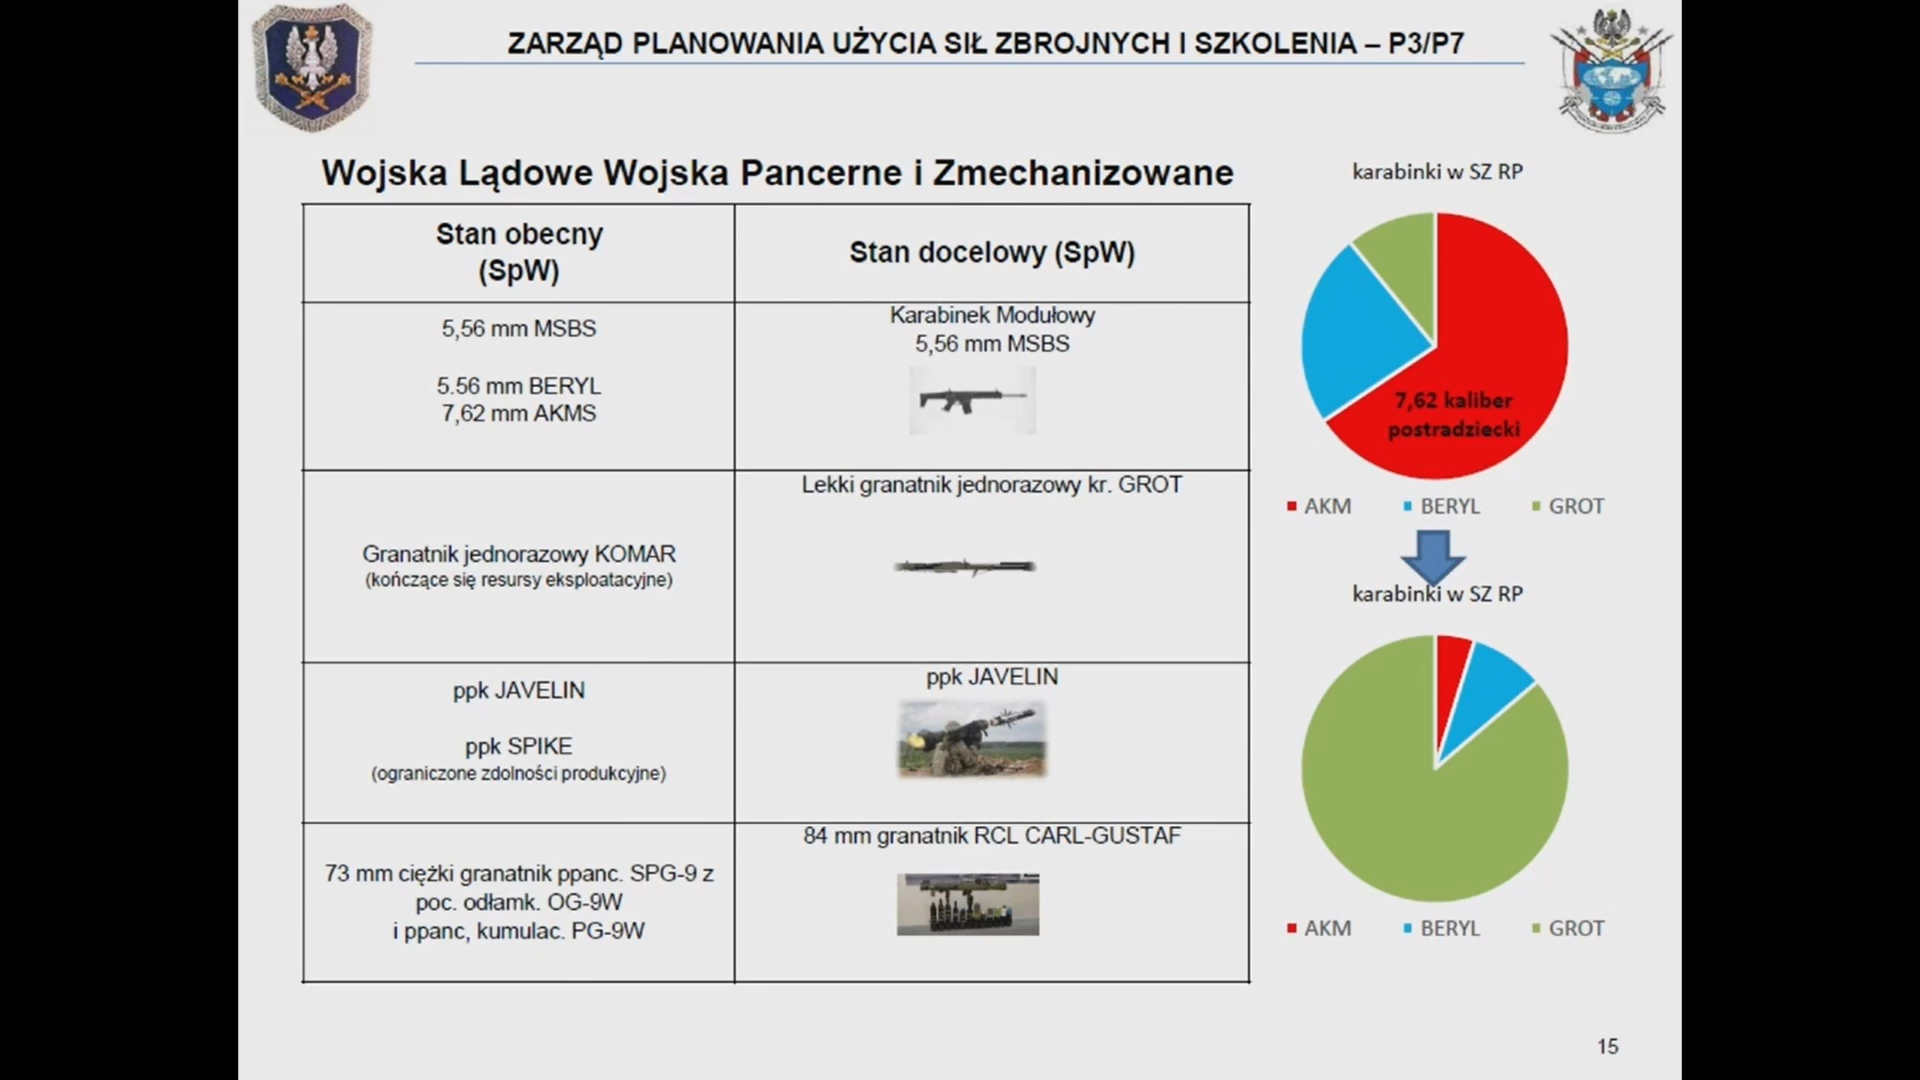 ZARZĄD PLANOWANIA UŻYCIA SIŁ ZBROJNYCH I SZKOLENIA – P3/P7
Wojska Lądowe Wojska Pancerne i Zmechanizowane
Stan obecny
(SpW)
Stan docelowy (SpW)
5,56 mm MSBS
5.56 mm BERYL
7,62 mm AKMS
Karabinek Modułowy
5,56 mm MSBS
Granatnik jednorazowy KOMAR
(kończące się resursy eksploatacyjne)
Lekki granatnik jednorazowy kr. GROT
ppk JAVELIN
ppk SPIKE
(ograniczone zdolności produkcyjne)
ppk JAVELIN
73 mm ciężki granatnik ppanc. SPG-9 z
poc. odłamk. OG-9W
i ppanc, kumulac. PG-9W
84 mm granatnik RCL CARL-GUSTAF
karabinki w SZ RP
7,62 kaliber
postradziecki
AKM BERYL GROT
karabinki w SZ RP
AKM BERYL GROT
15